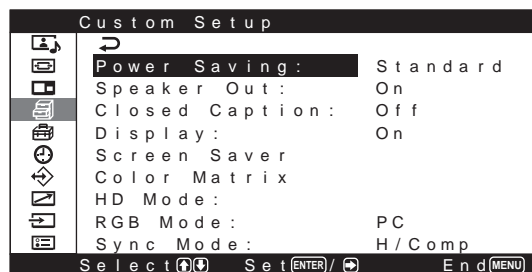 Custom Setup
Power Saving: Standard
Speaker Out: On
Closed Caption: Off
Display: On
Screen Saver
Color Matrix
HD Mode:
RGB Mode: PC
Sync Mode: H/Comp
Select Set ENTER / End MENU